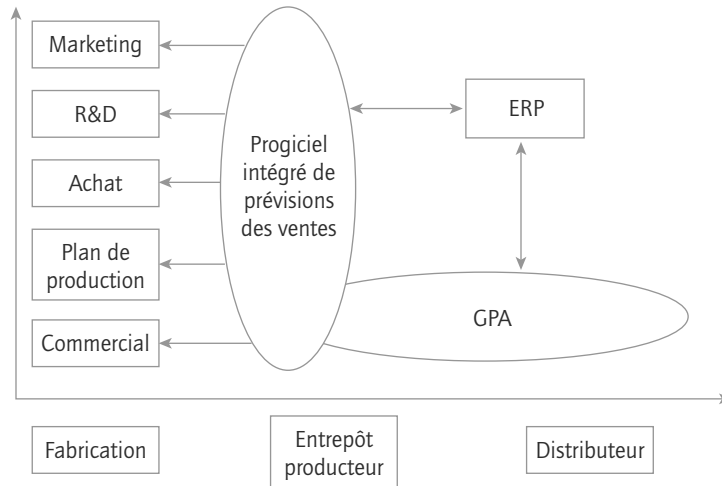 Marketing
R&D
Achat
Plan de
production
Commercial
Progiciel
intégré de
prévisions
des ventes
ERP
GPA
Fabrication
Entrepôt
producteur
Distributeur